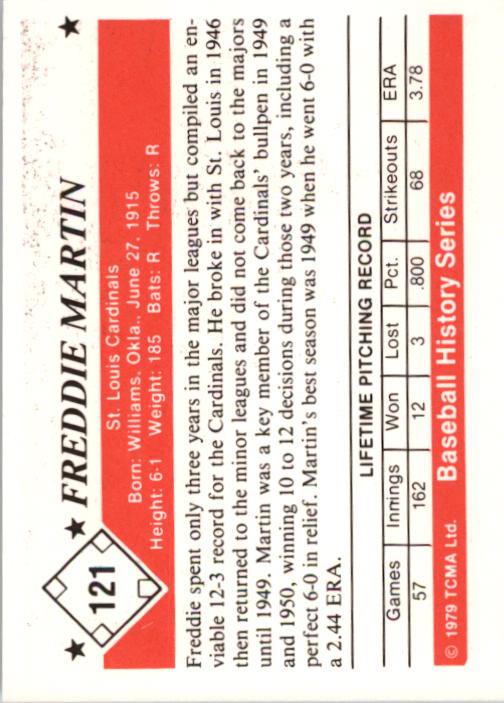 121
★ ★ FREDDIE MARTIN ★
St. Louis Cardinals
Born: Williams, Okla., June 27, 1915
Height: 6-1 Weight: 185 Bats: R Throws: R
Freddie spent only three years in the major leagues but compiled an en-
viable 12-3 record for the Cardinals. He broke in with St. Louis in 1946
then returned to the minor leagues and did not come back to the majors
until 1949. Martin was a key member of the Cardinals' bullpen in 1949
and 1950, winning 10 to 12 decisions during those two years, including a
perfect 6-0 in relief. Martin's best season was 1949 when he went 6-0 with
a 2.44 ERA.
LIFETIME PITCHING RECORD
Games Innings Won Lost Pct. Strikeouts ERA
57 162 12 3 .800 68 3.78
© 1979 TCMA Ltd. Baseball History Series